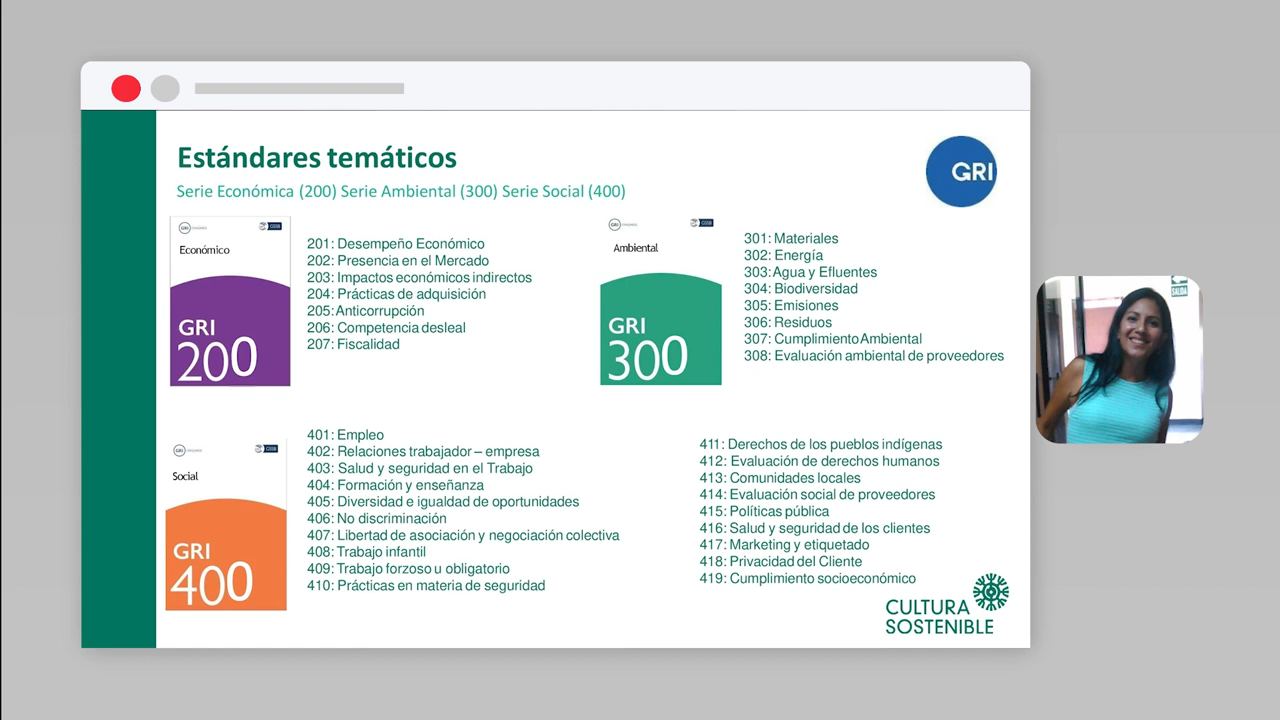 Estándares temáticos
GRI
Serie Económica (200) Serie Ambiental (300) Serie Social (400)
Económico
GRI
200
201: Desempeño Económico
202: Presencia en el Mercado
203: Impactos económicos indirectos
204: Prácticas de adquisición
205: Anticorrupción
206: Competencia desleal
207: Fiscalidad
Ambiental
GRI
300
301: Materiales
302: Energía
303: Agua y Efluentes
304: Biodiversidad
305: Emisiones
306: Residuos
307: Cumplimiento Ambiental
308: Evaluación ambiental de proveedores
SALIDA
Social
GRI
400
401: Empleo
402: Relaciones trabajador – empresa
403: Salud y seguridad en el Trabajo
404: Formación y enseñanza
405: Diversidad e igualdad de oportunidades
406: No discriminación
407: Libertad de asociación y negociación colectiva
408: Trabajo infantil
409: Trabajo forzoso u obligatorio
410: Prácticas en materia de seguridad
411: Derechos de los pueblos indígenas
412: Evaluación de derechos humanos
413: Comunidades locales
414: Evaluación social de proveedores
415: Políticas pública
416: Salud y seguridad de los clientes
417: Marketing y etiquetado
418: Privacidad del Cliente
419: Cumplimiento socioeconómico
CULTURA
SOSTENIBLE